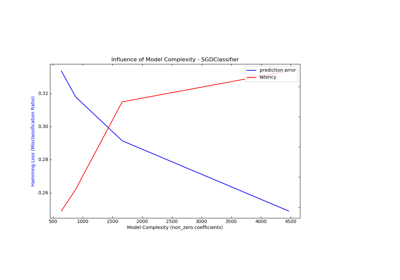 Influence of Model Complexity - SGDClassifier
prediction error
latency
0.32
0.30
0.28
0.26
Hamming Loss (Misclassification Ratio)
500 1000 1500 2000 2500 3000 3500 4000 4500
Model Complexity (non_zero coefficients)